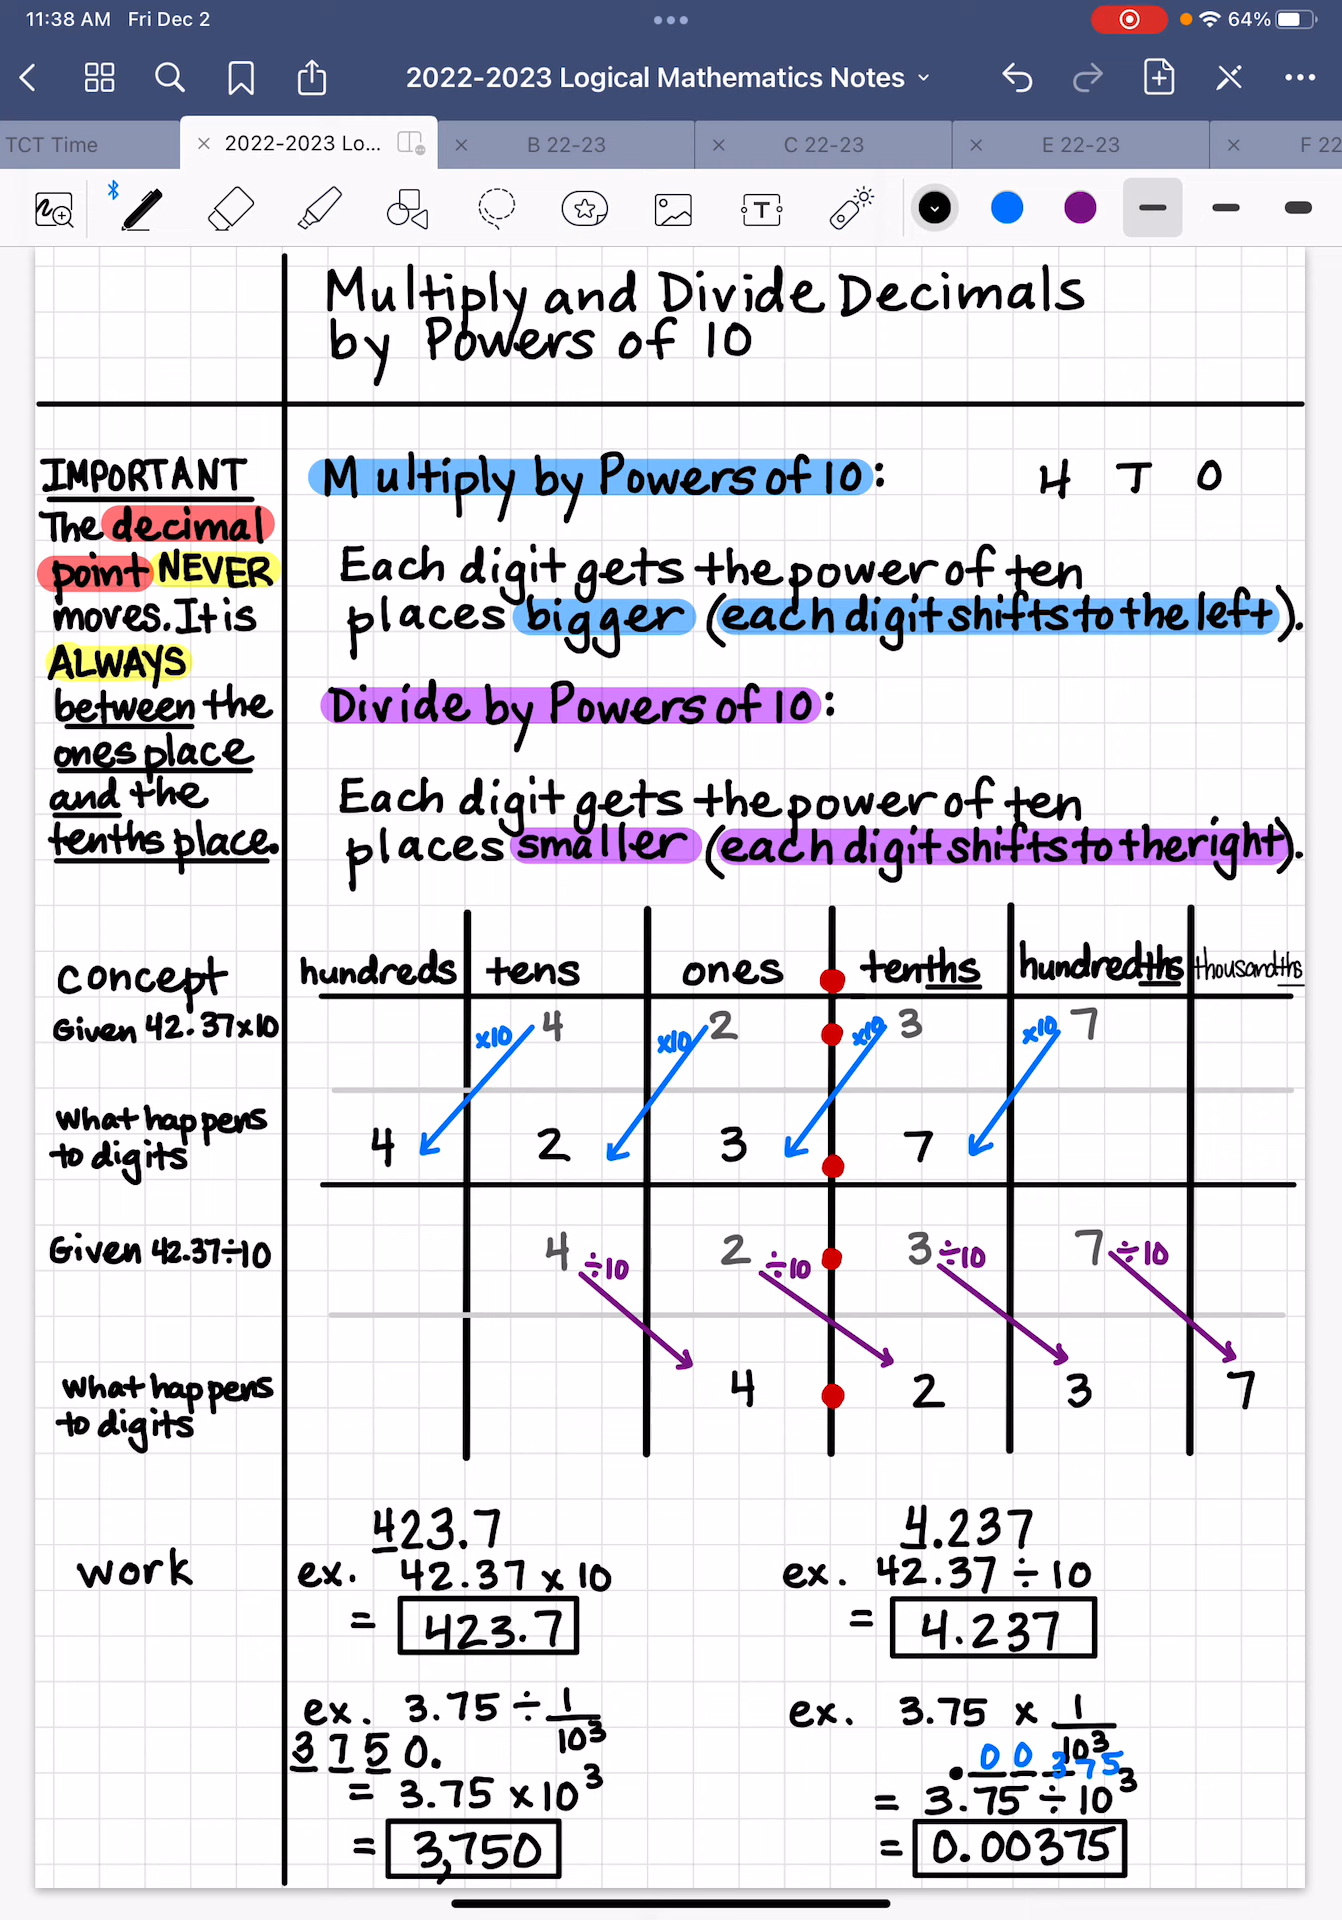 11:38 AM Fri Dec 2
64%
2022-2023 Logical Mathematics Notes
TCT Time
2022-2023 Lo...
B 22-23
C 22-23
E 22-23
F 22
T
Multiply and Divide Decimals
by Powers of 10
IMPORTANT
The decimal
point NEVER
moves. It is
ALWAYS
between the
ones place
and the
tenths place.
Multiply by Powers of 10:
H T O
Each digit gets the power of ten
places bigger (each digit shifts to the left).
Divide by Powers of 10:
Each digit gets the power of ten
places smaller (each digit shifts to the right).
concept
hundreds tens ones tenths hundredths thousandths
Given 42.37x10
x10 4 x10 2 x10 3 x10 7
What happens
to digits
4 2 3 7
Given 42.37÷10
4 ÷10 2 ÷10 3 ÷10 7 ÷10
What happens
to digits
4 2 3 7
work
423.7
ex. 42.37 x 10
= 423.7
4.237
ex. 42.37 ÷ 10
= 4.237
ex. 3.75 ÷ 1/10³
3750.
= 3.75 x 10³
= 3,750
ex. 3.75 x 1/10³
.00375
= 3.75 ÷ 10³
= 0.00375